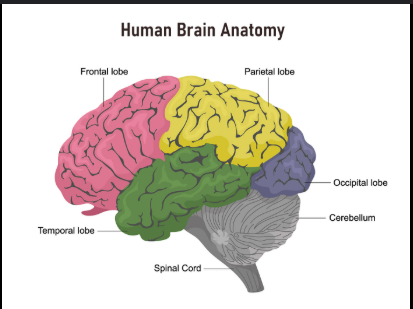 Human Brain Anatomy
Frontal lobe
Parietal lobe
Occipital lobe
Cerebellum
Temporal lobe
Spinal Cord